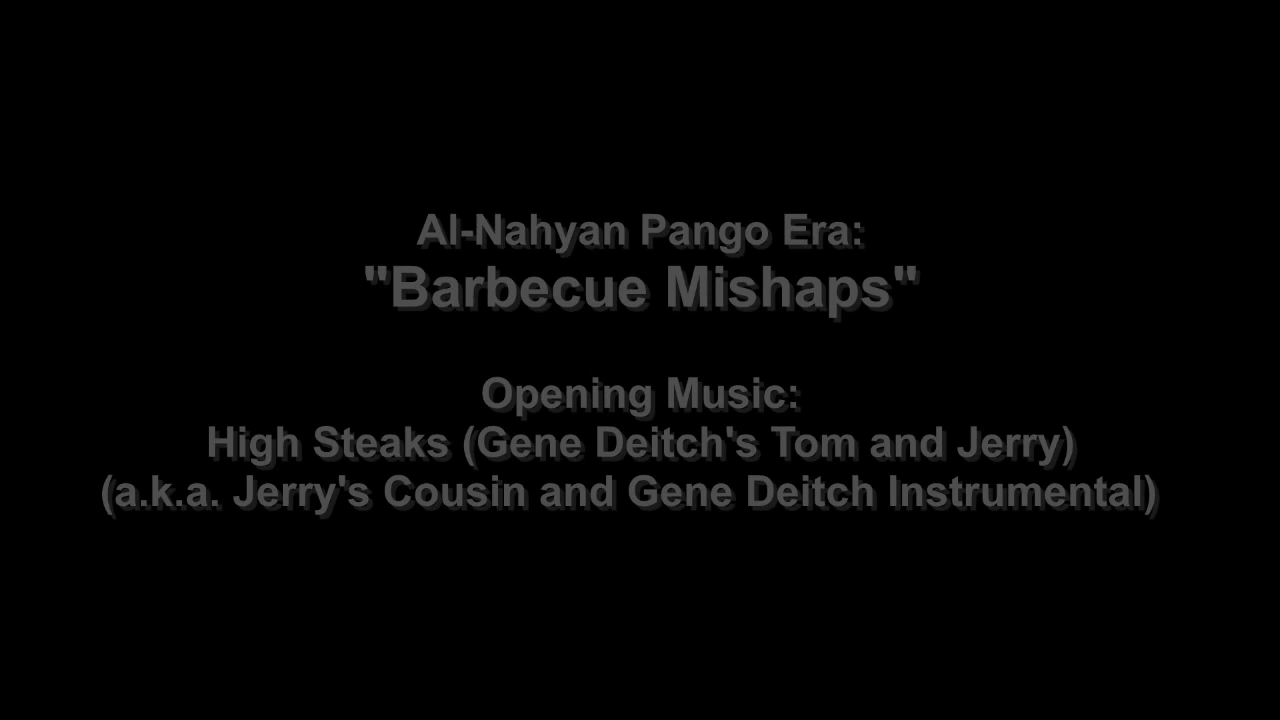 Al-Nahyan Pango Era:
"Barbecue Mishaps"
Opening Music:
High Steaks (Gene Deitch's Tom and Jerry)
(a.k.a. Jerry's Cousin and Gene Deitch Instrumental)